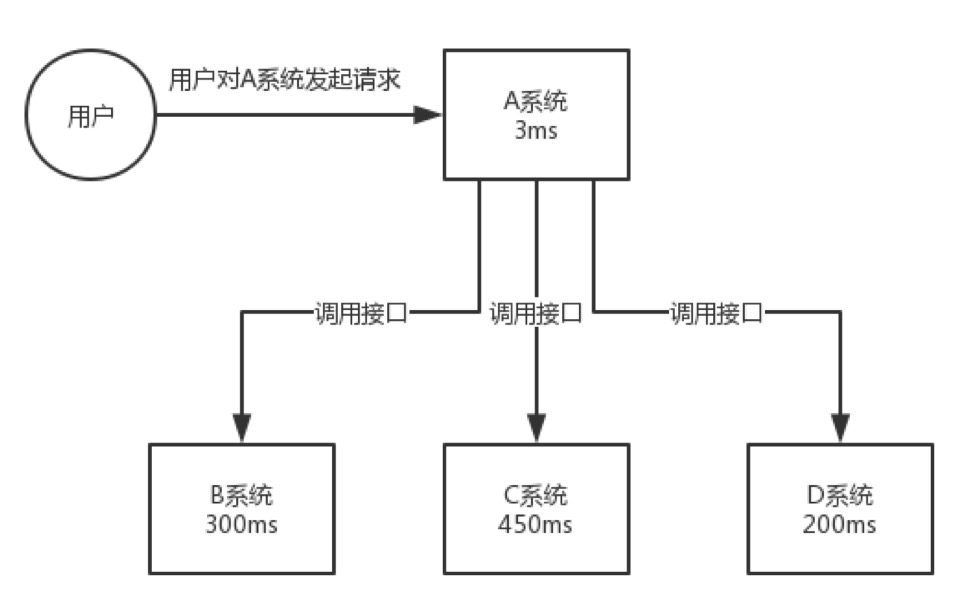 用户对A系统发起请求
用户
A系统
3ms
调用接口
调用接口
调用接口
B系统
300ms
C系统
450ms
D系统
200ms